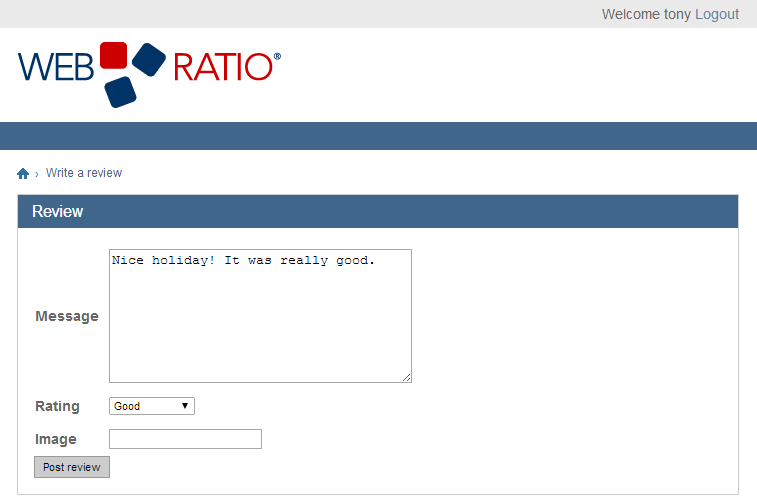 Welcome tony Logout
WEB RATIO®
› Write a review
Review
Message
Nice holiday! It was really good.
Rating
Good
Image
Post review